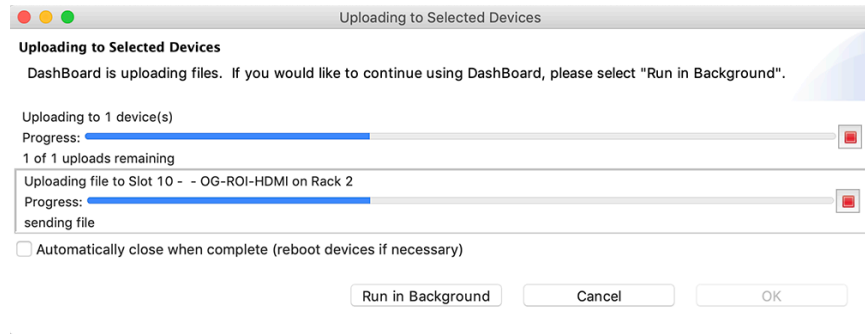 Uploading to Selected Devices
Uploading to Selected Devices
DashBoard is uploading files. If you would like to continue using DashBoard, please select "Run in Background".
Uploading to 1 device(s)
Progress:
1 of 1 uploads remaining
Uploading file to Slot 10 - - OG-ROI-HDMI on Rack 2
Progress:
sending file
Automatically close when complete (reboot devices if necessary)
Run in Background Cancel OK